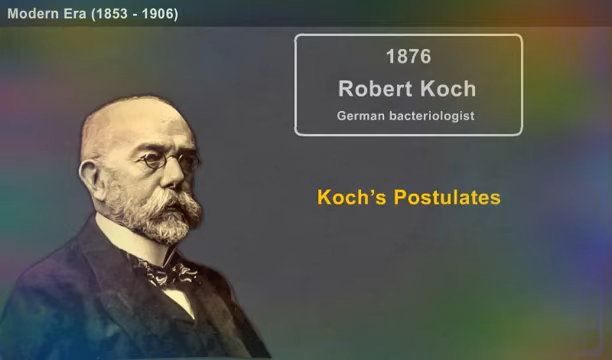 Modern Era (1853 - 1906)
1876
Robert Koch
German bacteriologist
Koch’s Postulates